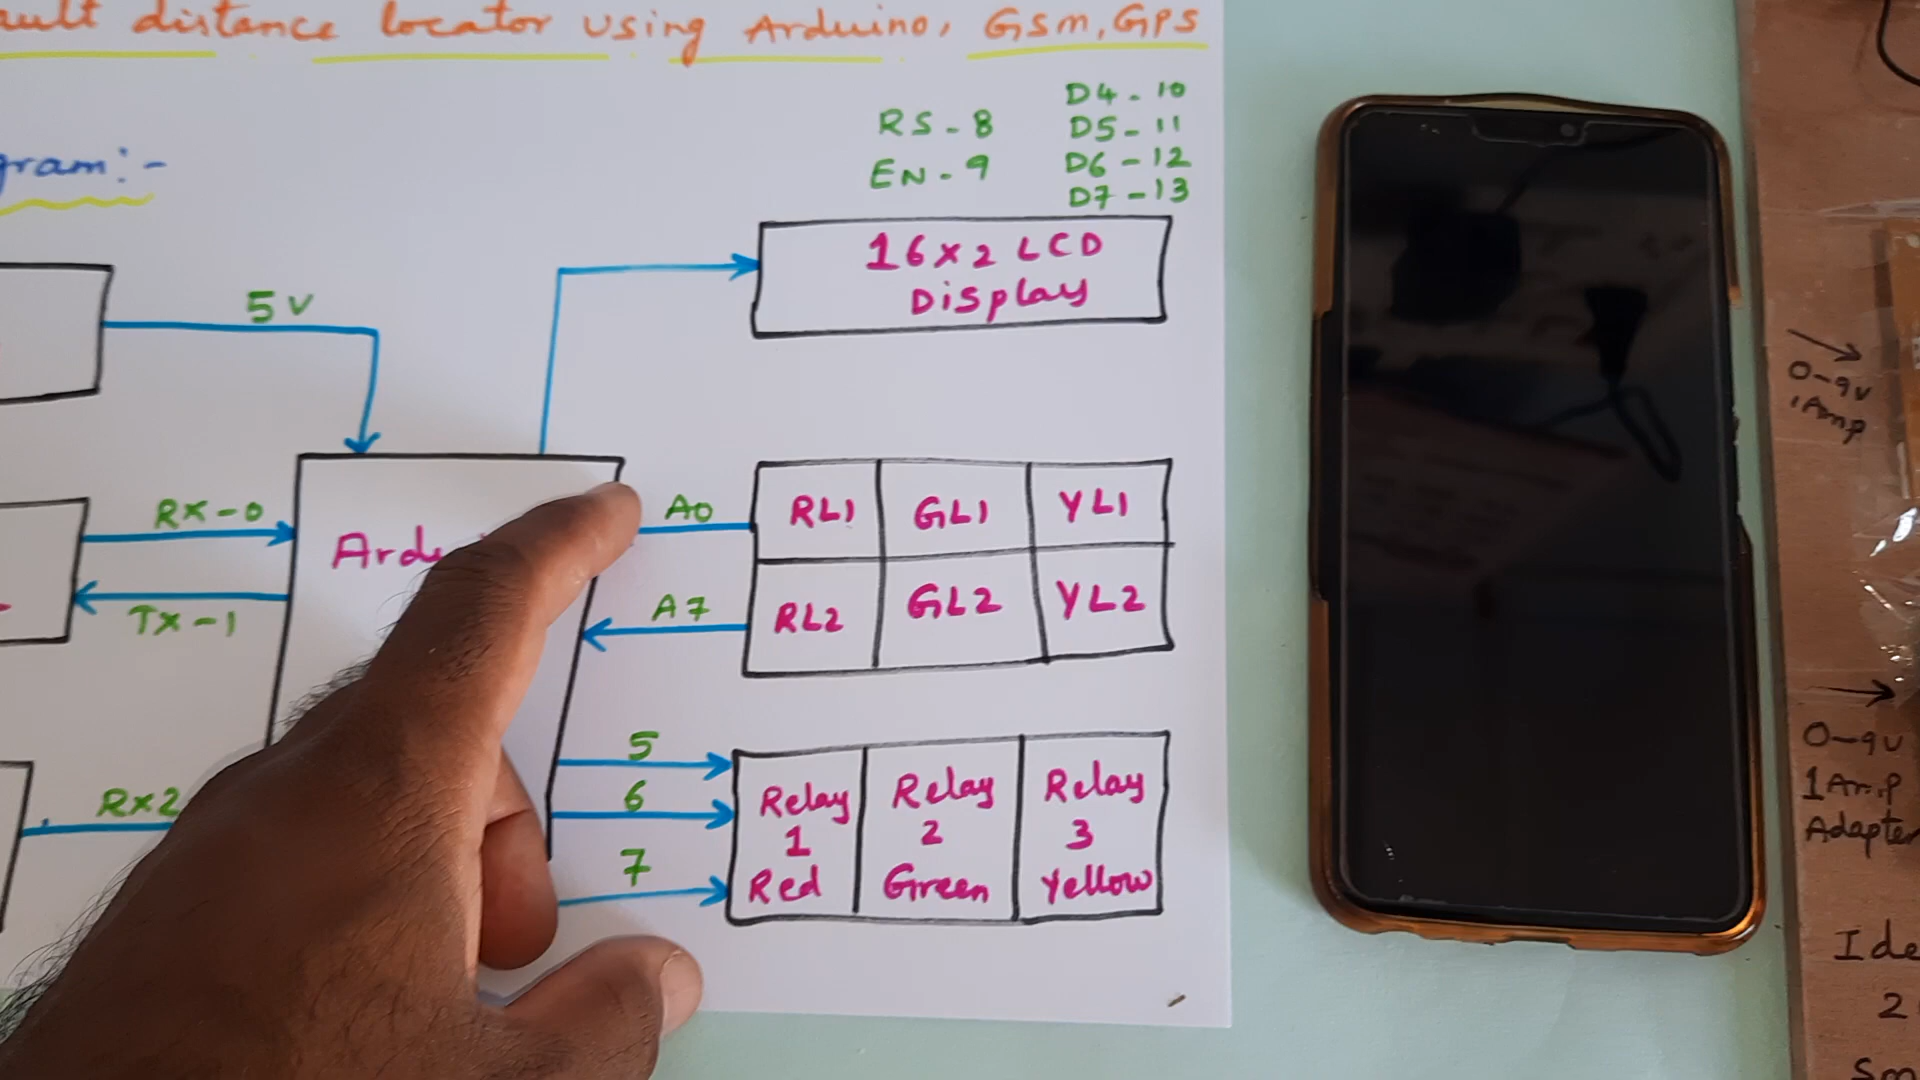 ault distance locator using Arduino, Gsm, GPS
gram:-
RS - 8
EN - 9
D4 - 10
D5 - 11
D6 - 12
D7 - 13
16x2 LCD
Display
5V
RX-0
TX-1
Rx2
Ard
A0
A7
RL1 GL1 YL1
RL2 GL2 YL2
5
6
7
Relay 1 Red
Relay 2 Green
Relay 3 Yellow
0-9v
1Amp
0-9v
1Amp
Adapter
Ide
2
Sm